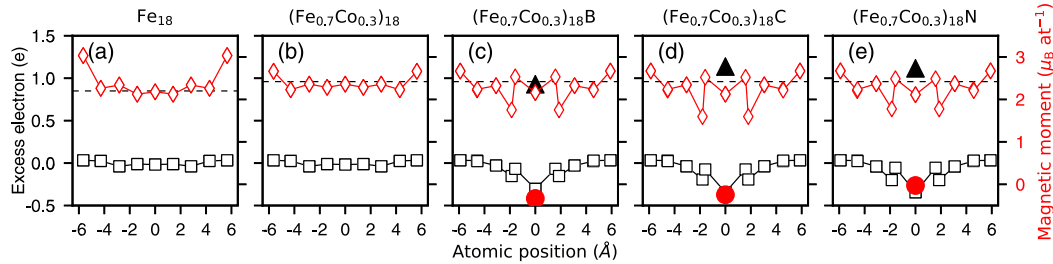 Fe18
(Fe0.7Co0.3)18
(Fe0.7Co0.3)18B
(Fe0.7Co0.3)18C
(Fe0.7Co0.3)18N
(a)
(b)
(c)
(d)
(e)
Excess electron (e)
1.5
1.0
0.5
0.0
-0.5
3
2
1
0
Magnetic moment (μB at−1)
-6 -4 -2 0 2 4 6
-6 -4 -2 0 2 4 6
-6 -4 -2 0 2 4 6
-6 -4 -2 0 2 4 6
-6 -4 -2 0 2 4 6
Atomic position (Å)